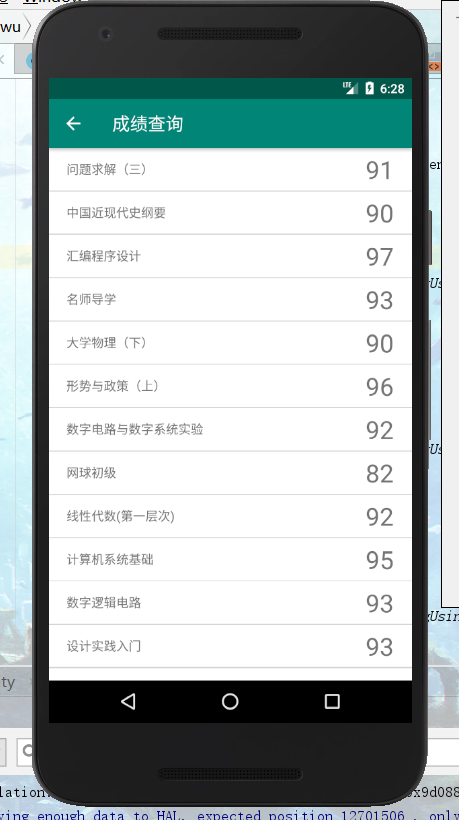 Window
wu
LTE 6:28
成绩查询
问题求解（三） 91
中国近现代史纲要 90
汇编程序设计 97
名师导学 93
大学物理（下） 90
形势与政策（上） 96
数字电路与数字系统实验 92
网球初级 82
线性代数(第一层次) 92
计算机系统基础 95
数字逻辑电路 93
设计实践入门 93
gUsin
ty
lation. x9d088
ying enough data to HAL, expected position 12701506 , only